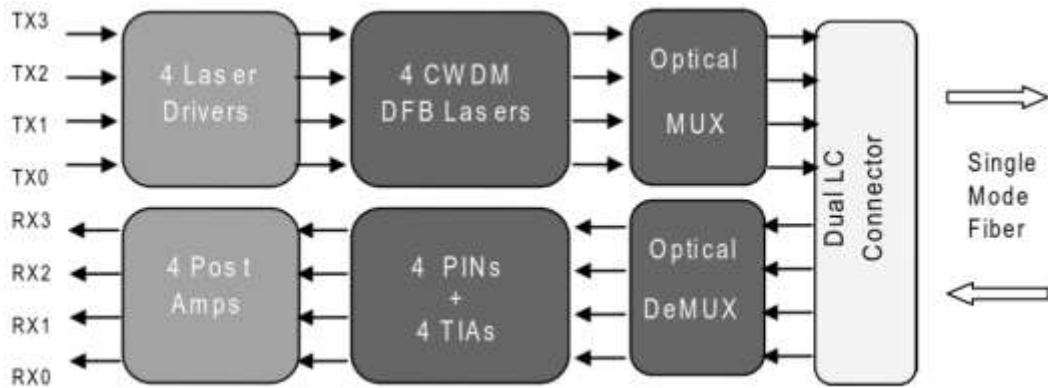 TX3
TX2
TX1
TX0
4 Laser
Drivers
4 CWDM
DFB Lasers
Optical
MUX
RX3
RX2
RX1
RX0
4 Post
Amps
4 PINs
+
4 TIAs
Optical
DeMUX
Dual LC
Connector
Single
Mode
Fiber